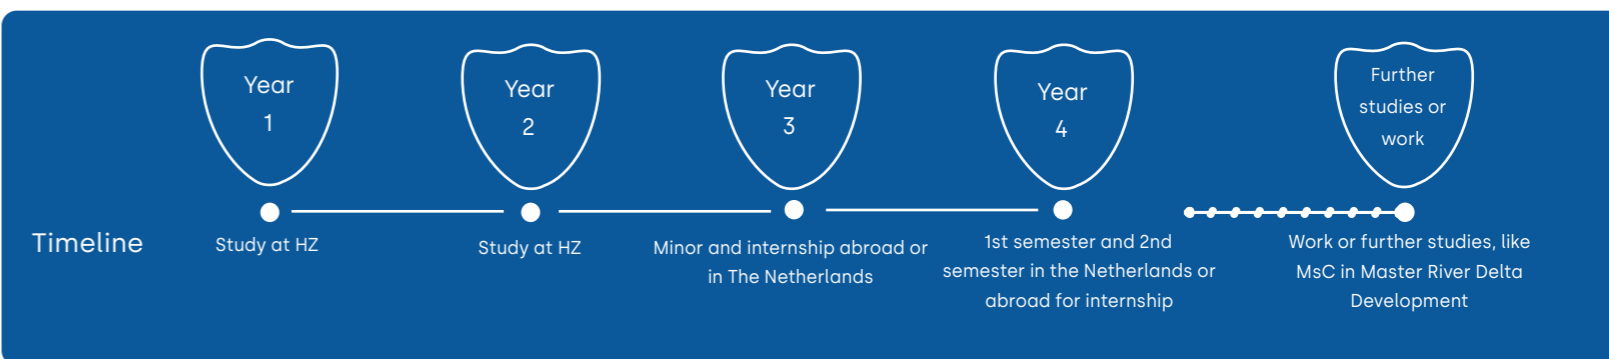 Year
1
Year
2
Year
3
Year
4
Further
studies or
work
Timeline
Study at HZ
Study at HZ
Minor and internship abroad or
in The Netherlands
1st semester and 2nd
semester in the Netherlands or
abroad for internship
Work or further studies, like
MsC in Master River Delta
Development